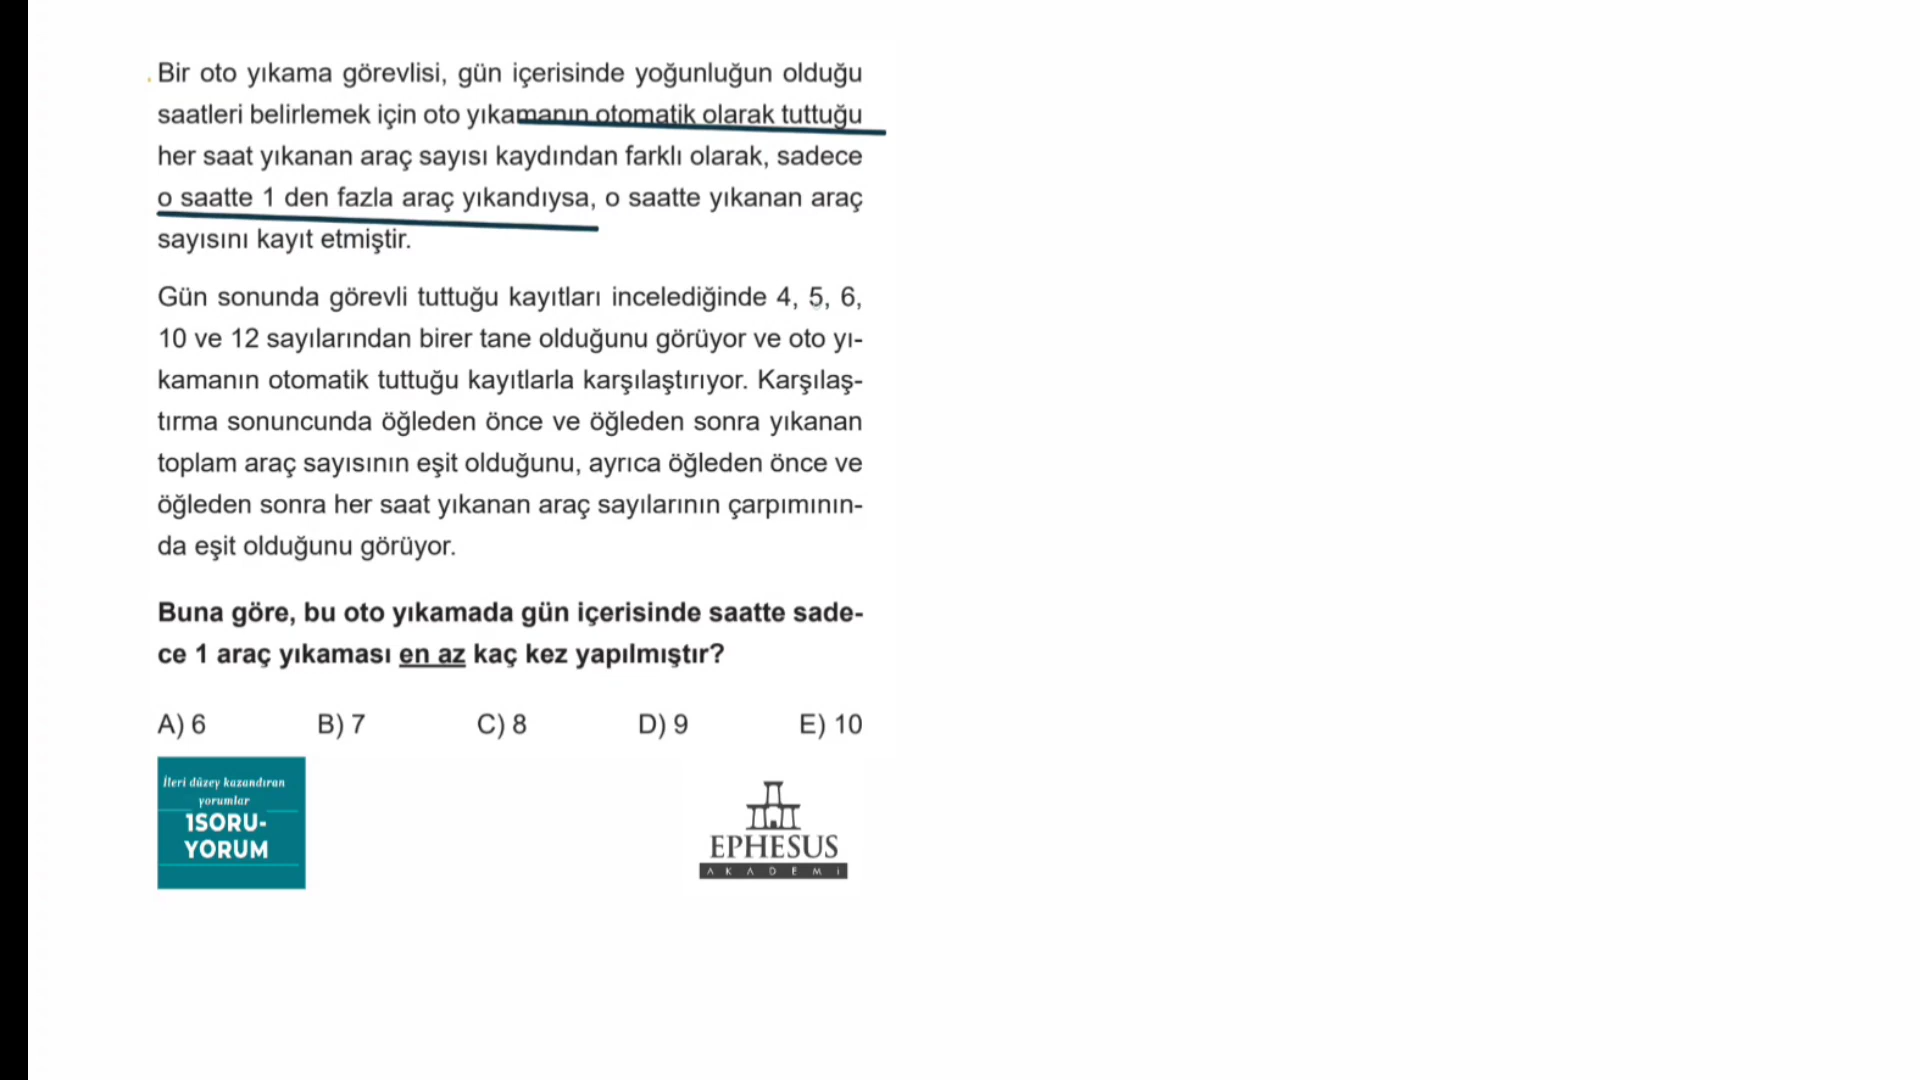 Bir oto yıkama görevlisi, gün içerisinde yoğunluğun olduğu
saatleri belirlemek için oto yıkamanın otomatik olarak tuttuğu
her saat yıkanan araç sayısı kaydından farklı olarak, sadece
o saatte 1 den fazla araç yıkandıysa, o saatte yıkanan araç
sayısını kayıt etmiştir.
Gün sonunda görevli tuttuğu kayıtları incelediğinde 4, 5, 6,
10 ve 12 sayılarından birer tane olduğunu görüyor ve oto yı-
kamanın otomatik tuttuğu kayıtlarla karşılaştırıyor. Karşılaş-
tırma sonuncunda öğleden önce ve öğleden sonra yıkanan
toplam araç sayısının eşit olduğunu, ayrıca öğleden önce ve
öğleden sonra her saat yıkanan araç sayılarının çarpımının-
da eşit olduğunu görüyor.
Buna göre, bu oto yıkamada gün içerisinde saatte sade-
ce 1 araç yıkaması en az kaç kez yapılmıştır?
A) 6 B) 7 C) 8 D) 9 E) 10
İleri düzey kazandıran
yorumlar
1SORU-
YORUM
EPHESUS
AKADEMİ